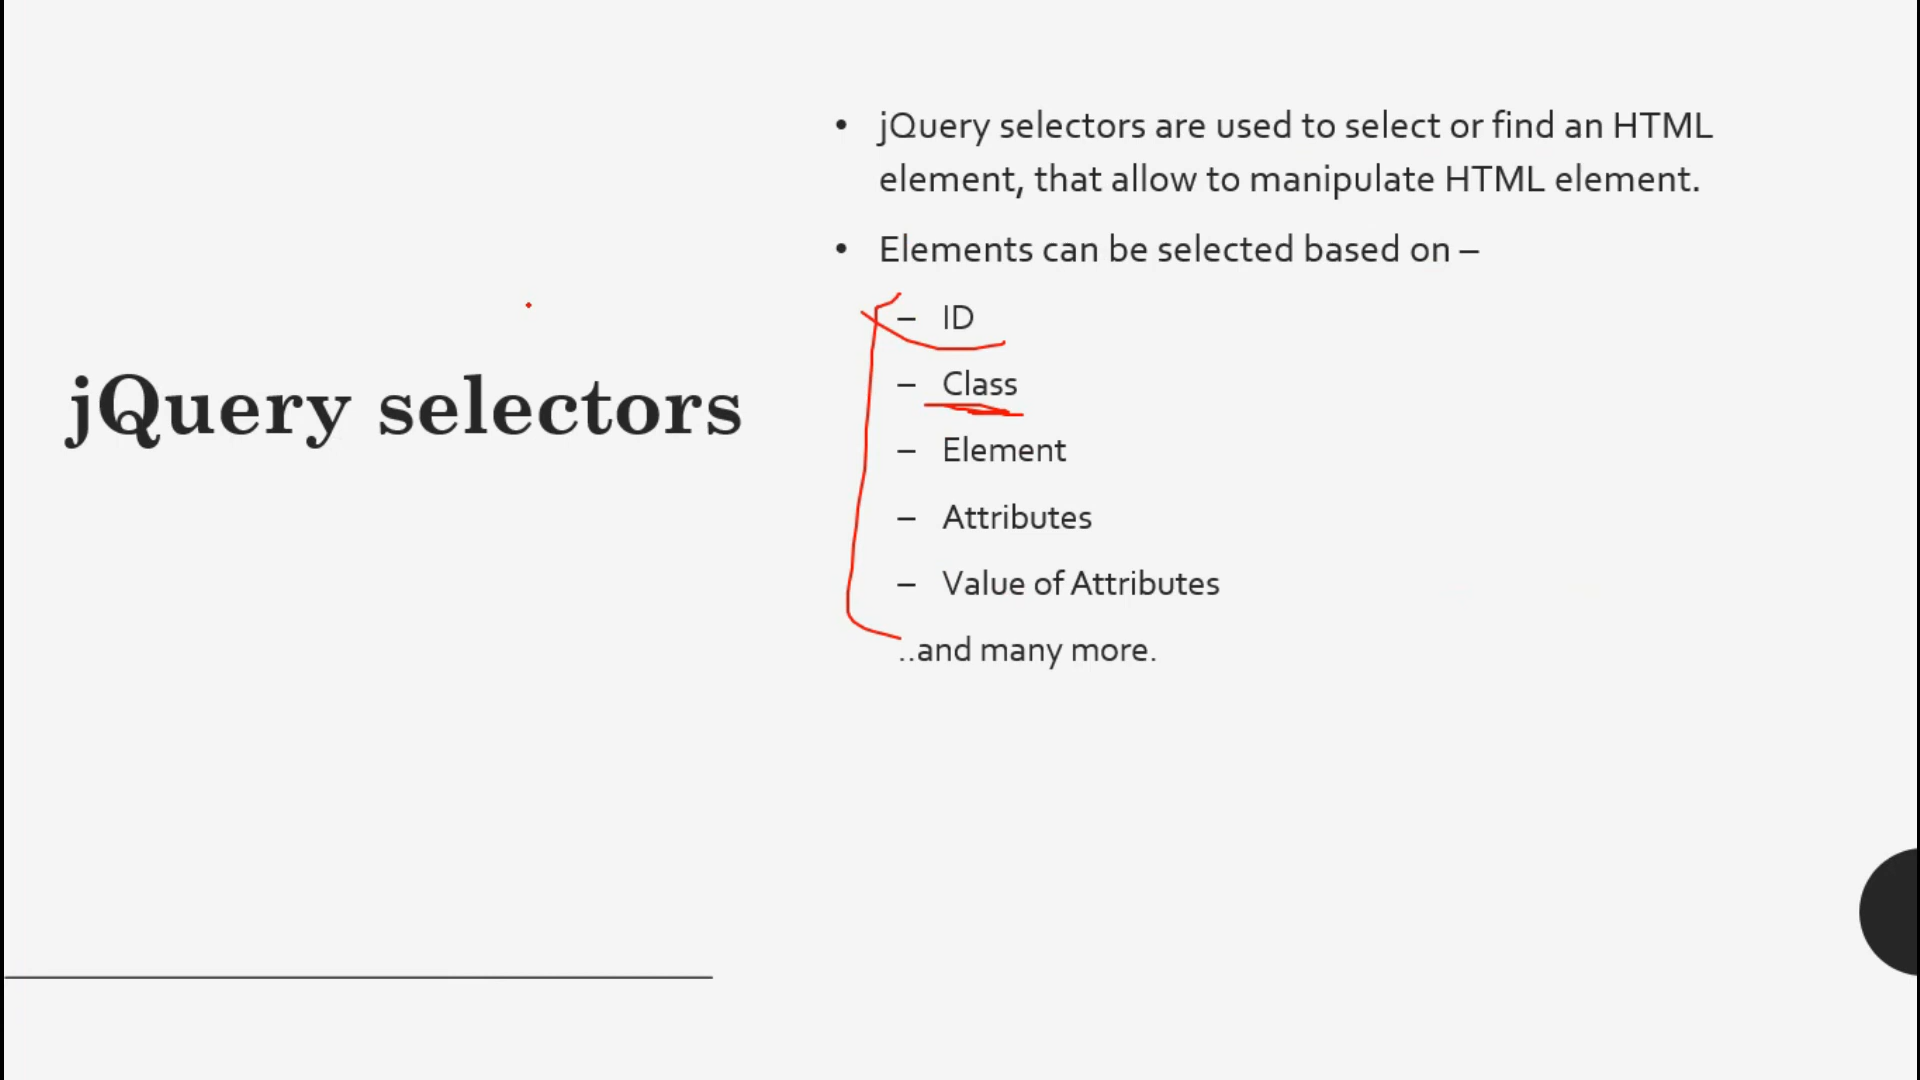 jQuery selectors
• jQuery selectors are used to select or find an HTML
element, that allow to manipulate HTML element.
• Elements can be selected based on –
– ID
– Class
– Element
– Attributes
– Value of Attributes
..and many more.